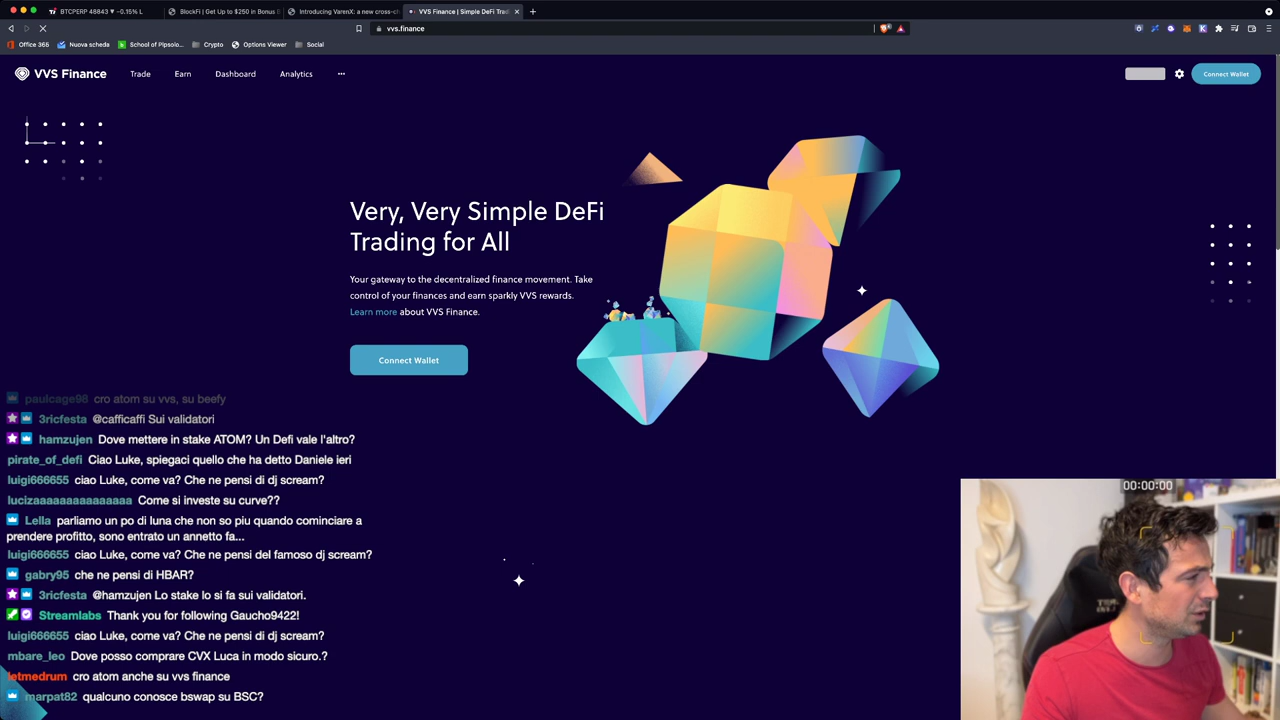 BTCPERP 48843 ▾ −0.15% L
BlockFi | Get Up to $250 in Bonus B
Introducing VarenX: a new cross-c
VVS Finance | Simple DeFi Trad
vvs.finance
Office 365
Nuova scheda
School of Pipsolo...
Crypto
Options Viewer
Social
VVS Finance
Trade
Earn
Dashboard
Analytics
Connect Wallet
Very, Very Simple DeFi
Trading for All
Your gateway to the decentralized finance movement. Take
control of your finances and earn sparkly VVS rewards.
Learn more about VVS Finance.
Connect Wallet
paulcage98 cro atom su vvs, su beefy
3ricfesta @cafficaffi Sui validatori
hamzujen Dove mettere in stake ATOM? Un Defi vale l'altro?
pirate_of_defi Ciao Luke, spiegaci quello che ha detto Daniele ieri
luigi666655 ciao Luke, come va? Che ne pensi di dj scream?
lucizaaaaaaaaaaaaaaa Come si investe su curve??
Lella parliamo un po di luna che non so piu quando cominciare a
prendere profitto, sono entrato un annetto fa...
luigi666655 ciao Luke, come va? Che ne pensi del famoso dj scream?
gabry95 che ne pensi di HBAR?
3ricfesta @hamzujen Lo stake lo si fa sui validatori.
Streamlabs Thank you for following Gaucho9422!
luigi666655 ciao Luke, come va? Che ne pensi di dj scream?
mbare_leo Dove posso comprare CVX Luca in modo sicuro.?
letmedrum cro atom anche su vvs finance
marpat82 qualcuno conosce bswap su BSC?
00:00:00